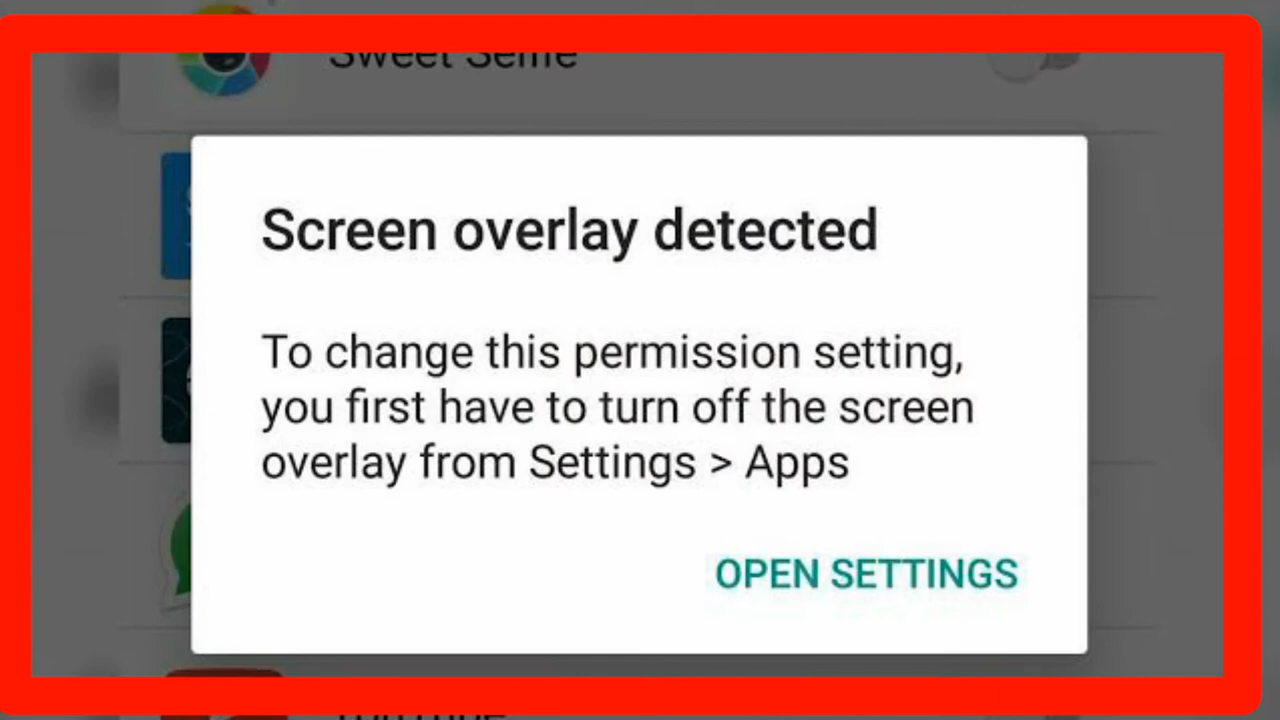 Sweet Selfie
Screen overlay detected
To change this permission setting,
you first have to turn off the screen
overlay from Settings > Apps
OPEN SETTINGS
YouTube